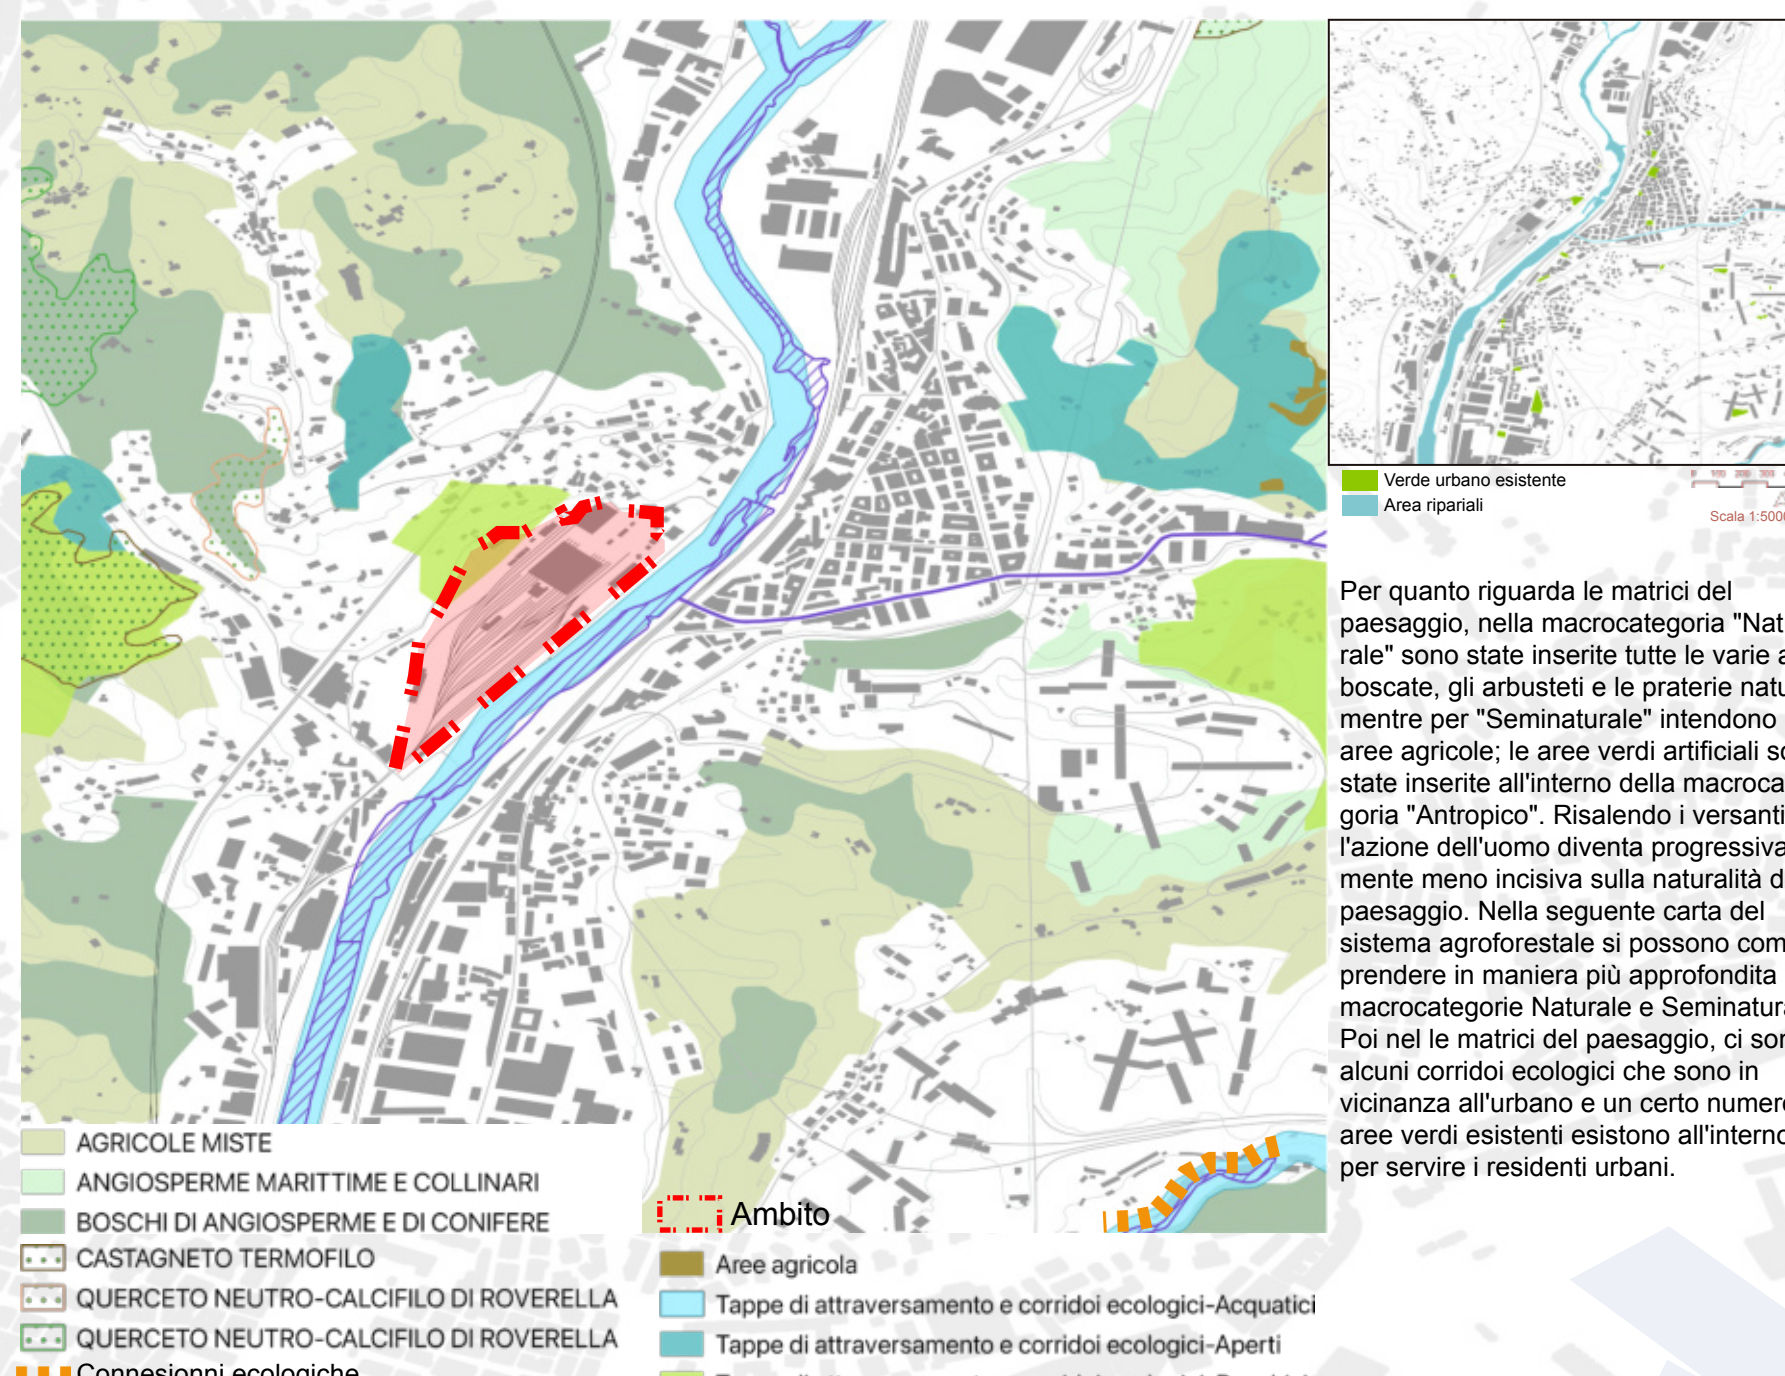 Verde urbano esistente
Area ripariali
Scala 1:5000
Per quanto riguarda le matrici del
paesaggio, nella macrocategoria "Nat
rale" sono state inserite tutte le varie a
boscate, gli arbusteti e le praterie natu
mentre per "Seminaturale" intendono
aree agricole; le aree verdi artificiali so
state inserite all'interno della macroca
goria "Antropico". Risalendo i versanti
l'azione dell'uomo diventa progressiva
mente meno incisiva sulla naturalità d
paesaggio. Nella seguente carta del
sistema agroforestale si possono com
prendere in maniera più approfondita
macrocategorie Naturale e Seminatura
Poi nel le matrici del paesaggio, ci son
alcuni corridoi ecologici che sono in
vicinanza all'urbano e un certo numero
aree verdi esistenti esistono all'interno
per servire i residenti urbani.
AGRICOLE MISTE
ANGIOSPERME MARITTIME E COLLINARI
BOSCHI DI ANGIOSPERME E DI CONIFERE
CASTAGNETO TERMOFILO
QUERCETO NEUTRO-CALCIFILO DI ROVERELLA
QUERCETO NEUTRO-CALCIFILO DI ROVERELLA
Connesionni ecologiche
Ambito
Aree agricola
Tappe di attraversamento e corridoi ecologici-Acquatici
Tappe di attraversamento e corridoi ecologici-Aperti